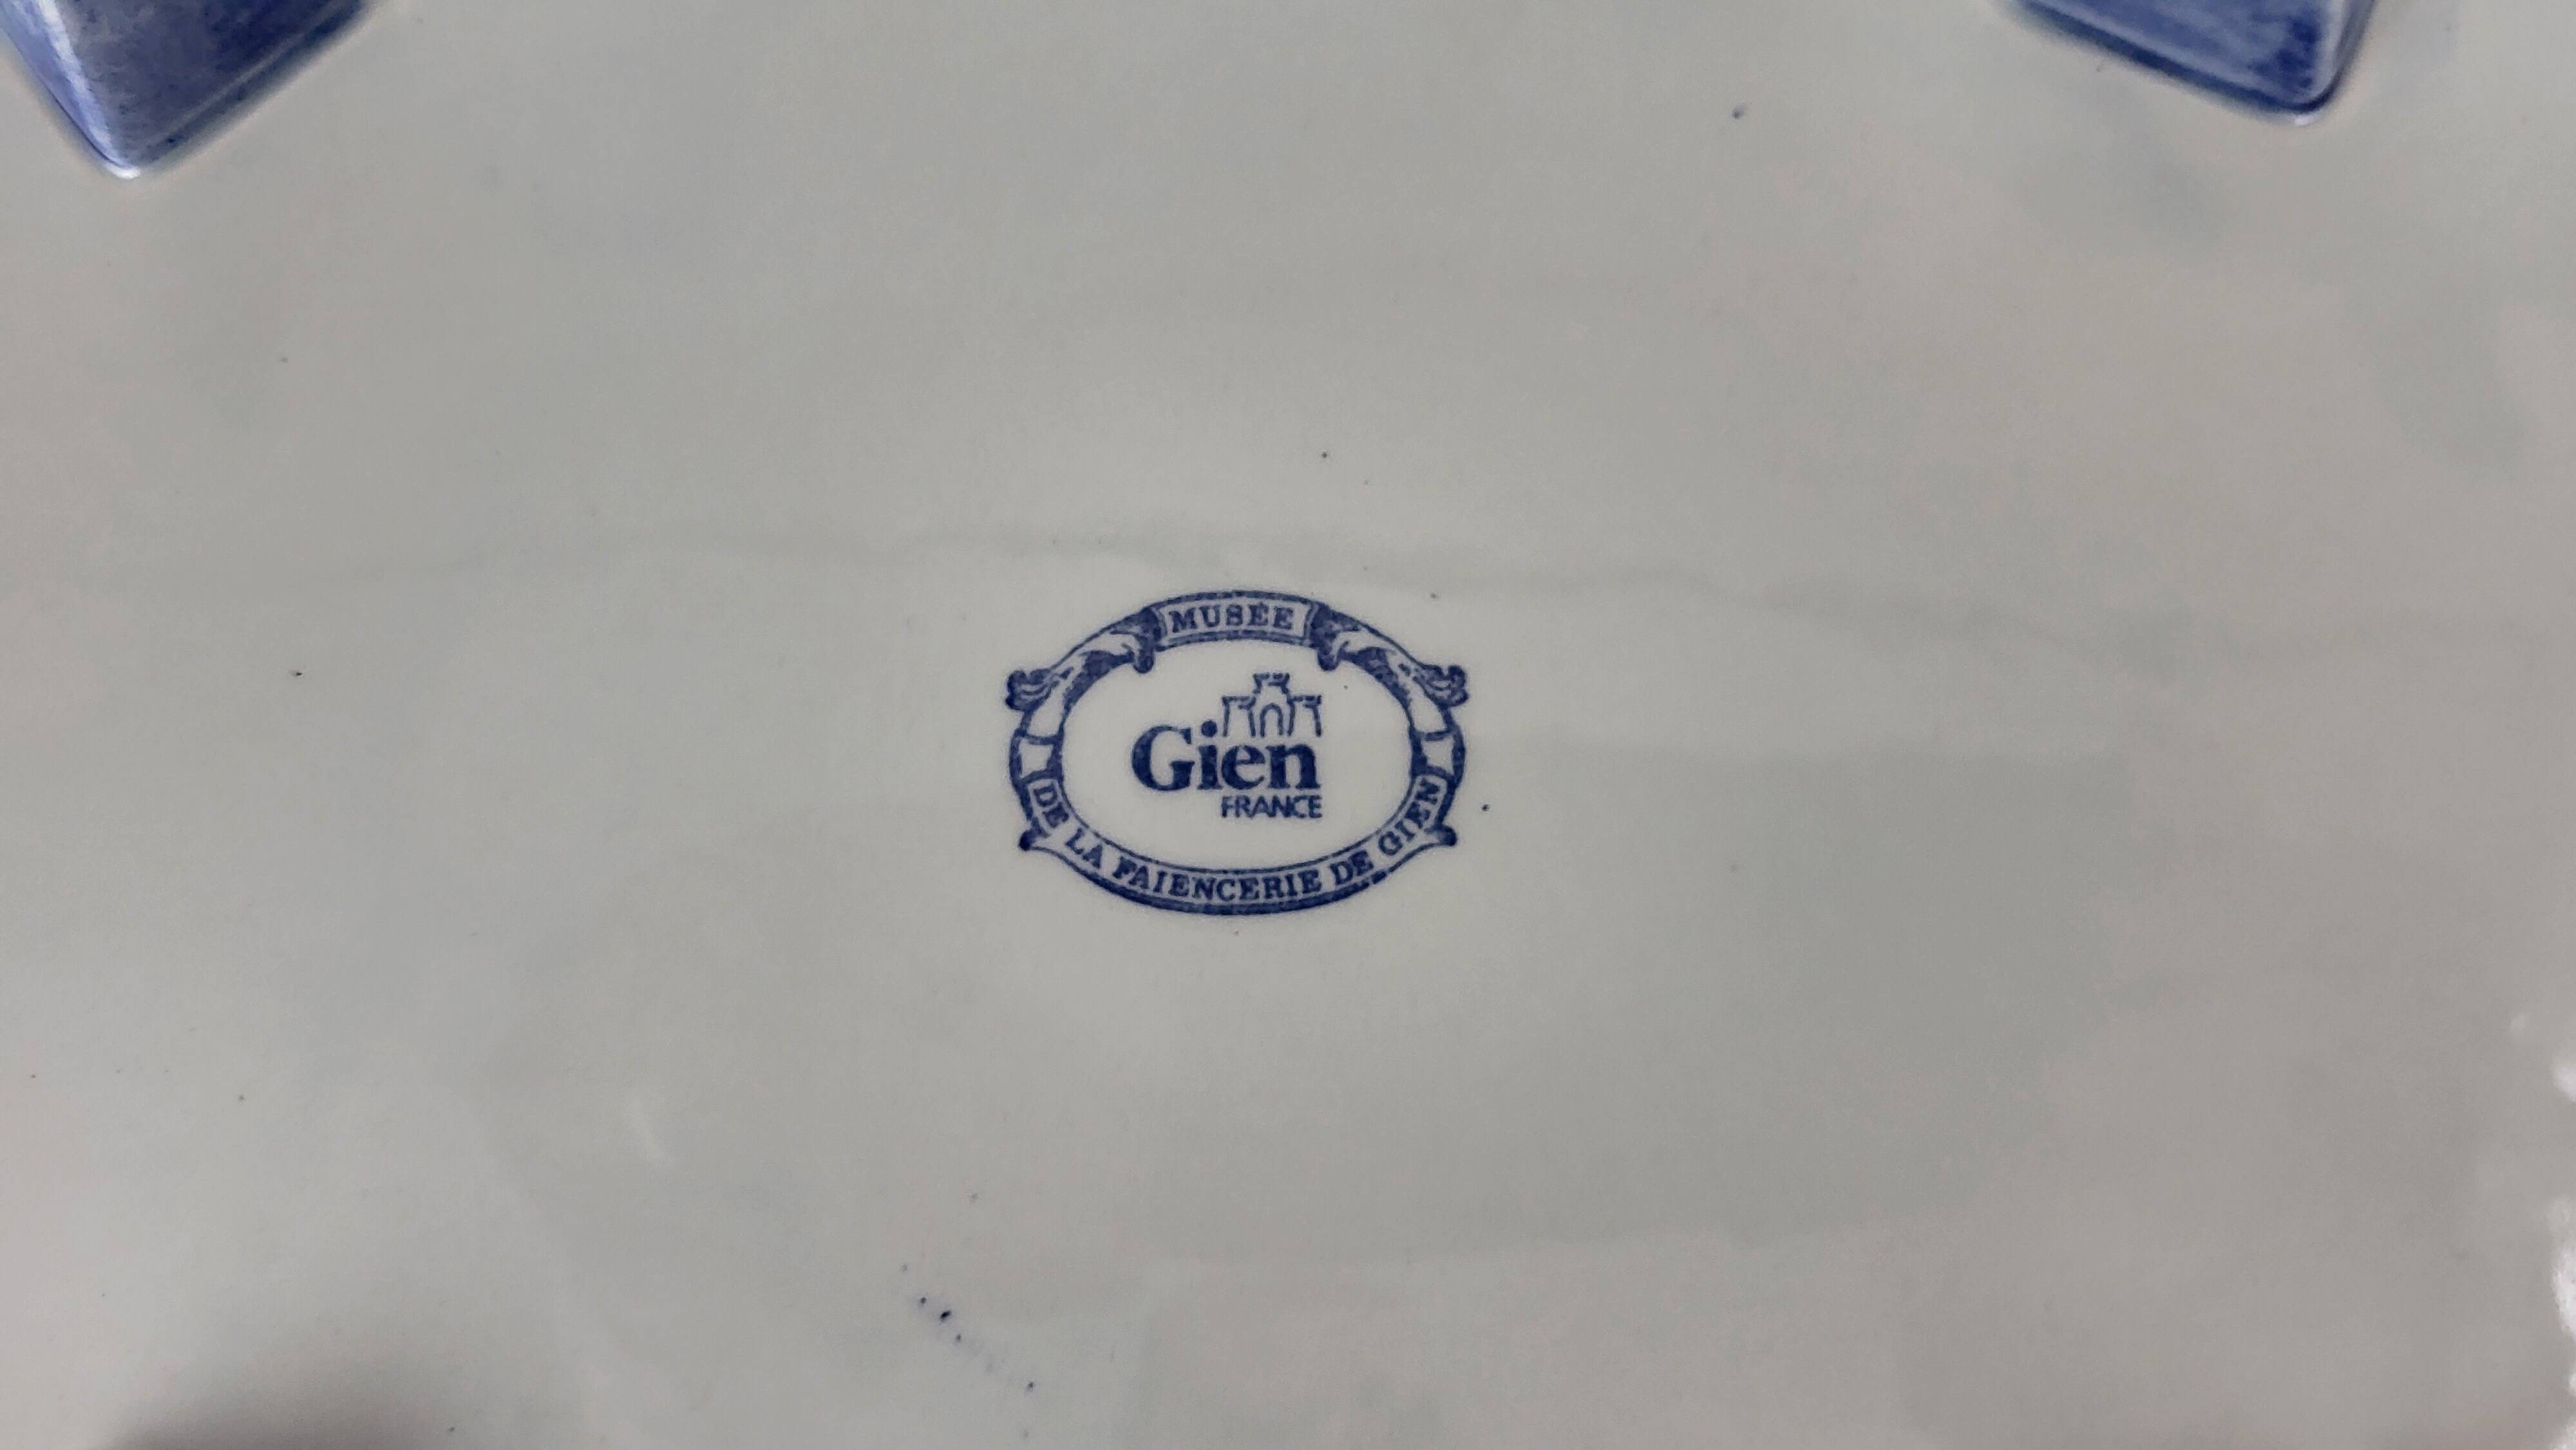 MUSÉE
Gien
FRANCE
DE LA FAIENCERIE DE GIEN